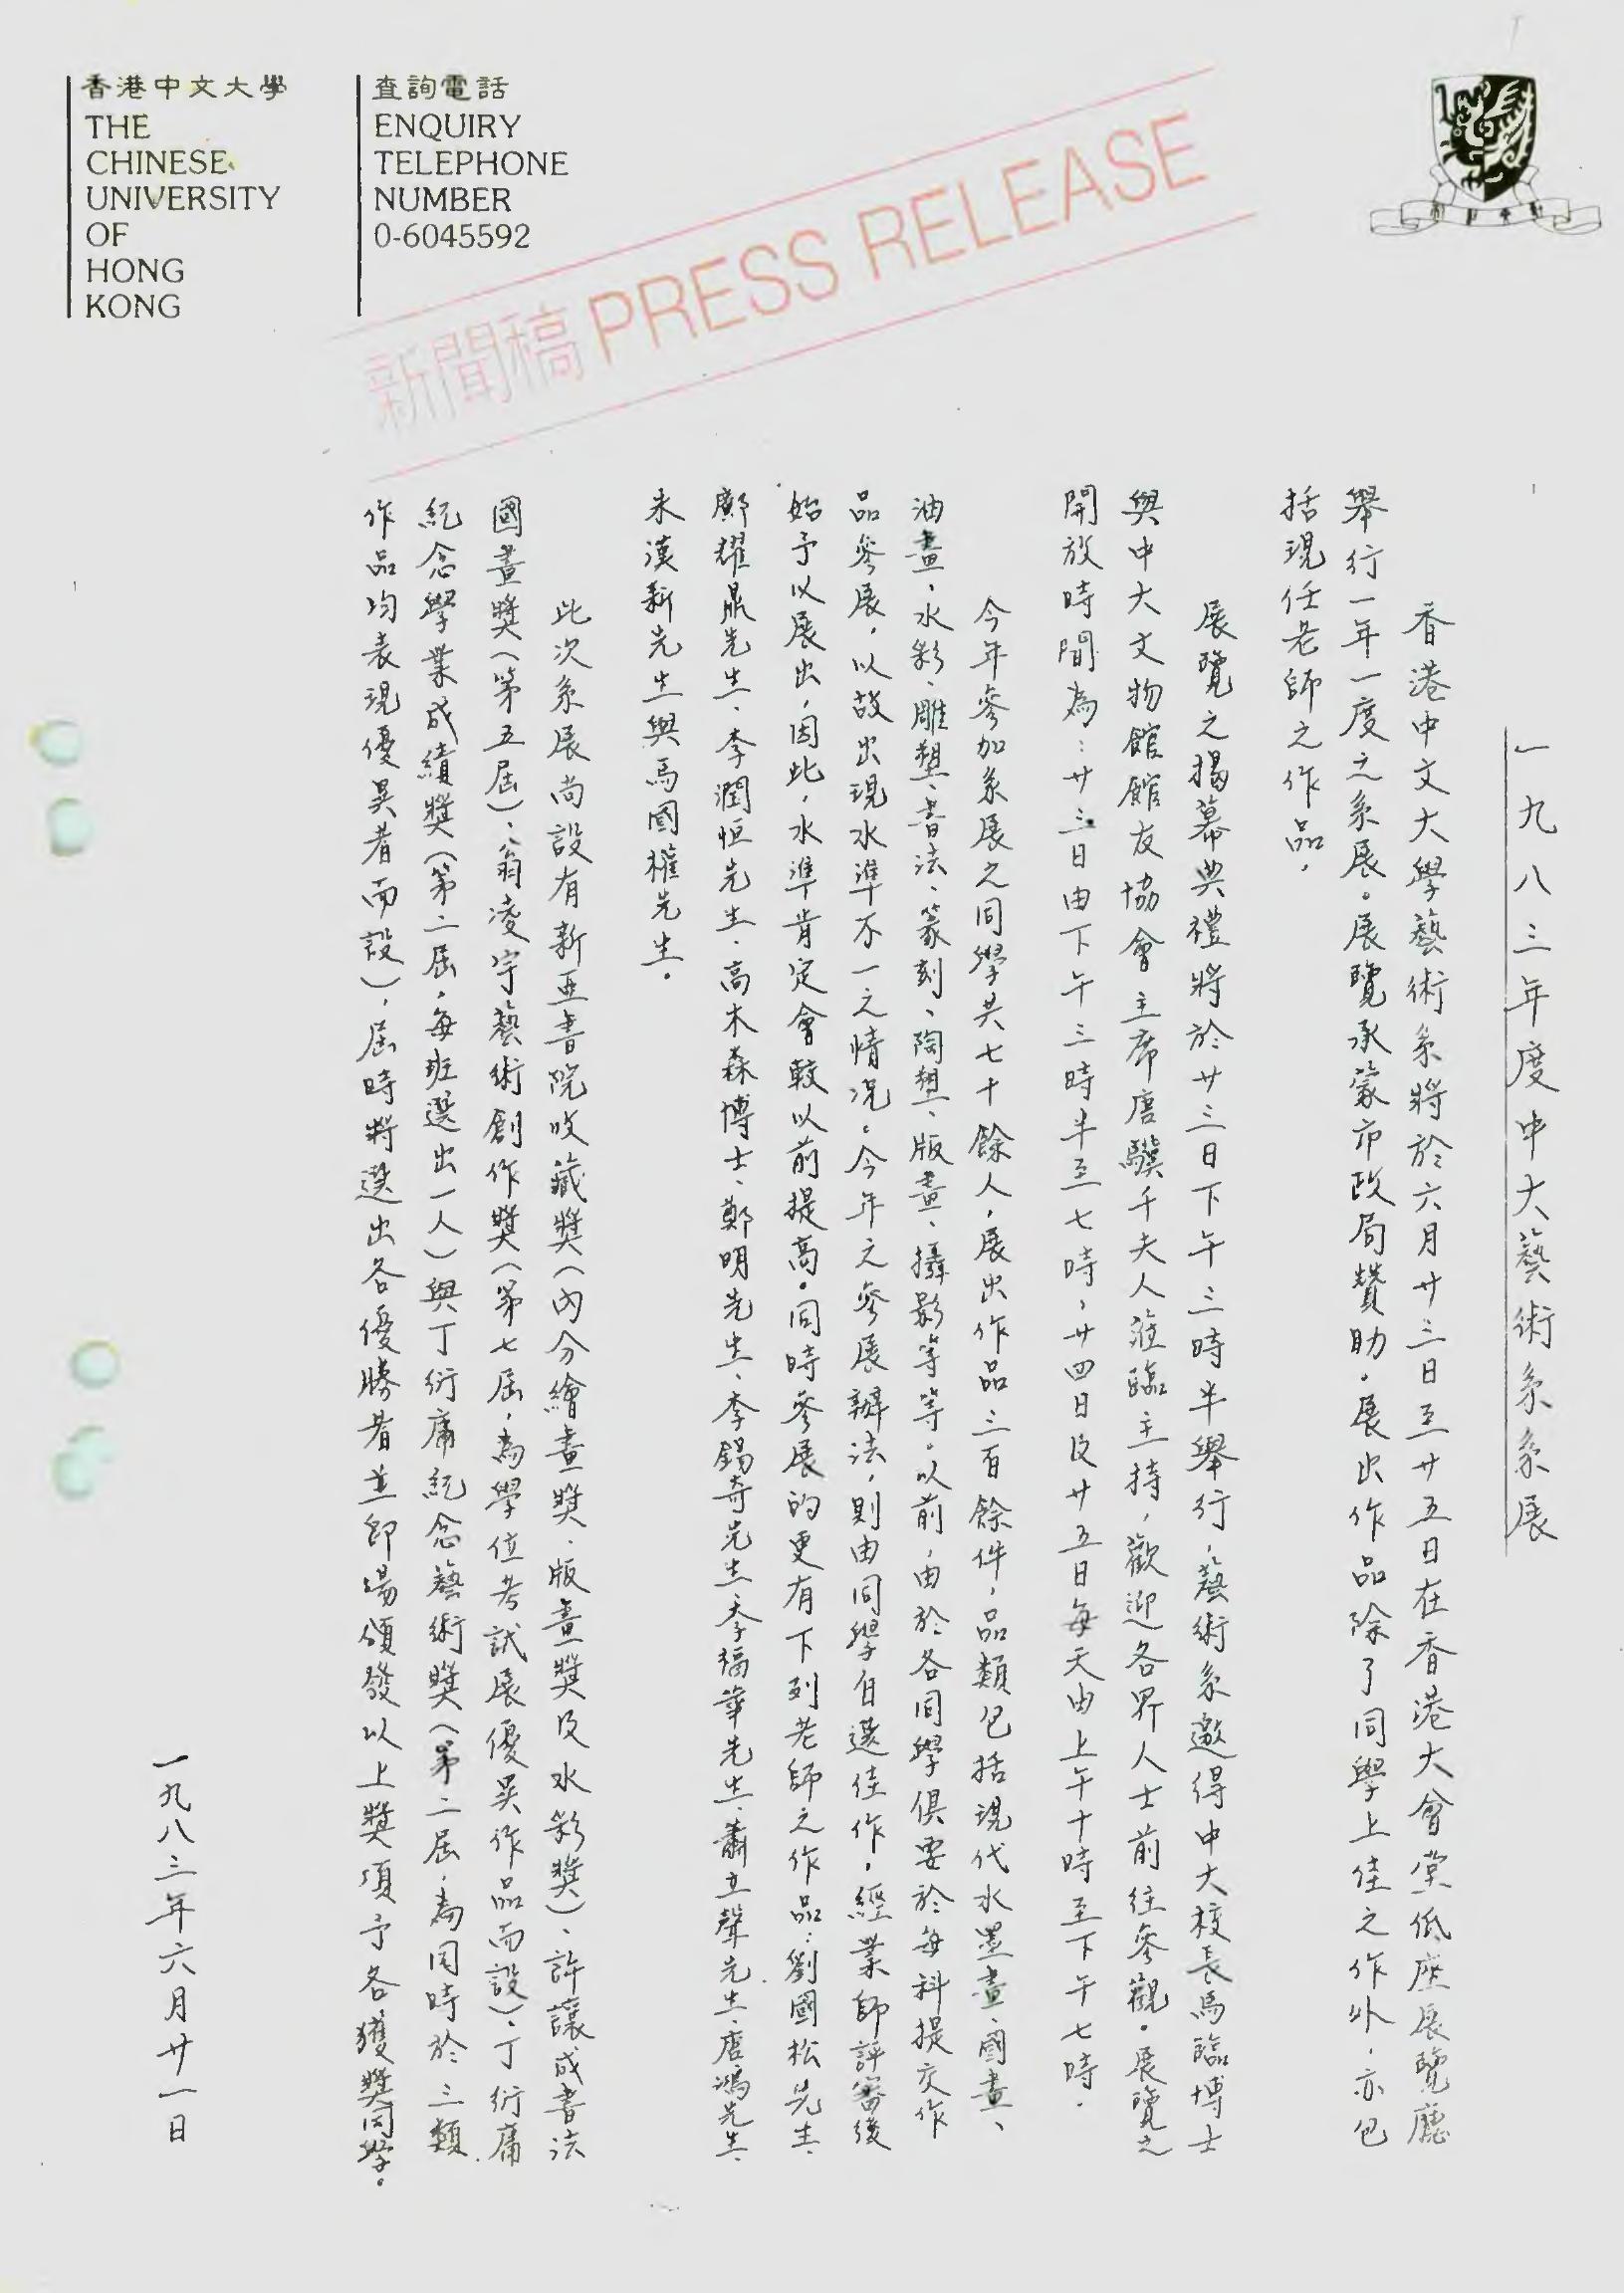 香港中文大學
THE
CHINESE
UNIVERSITY
OF
HONG
KONG
查詢電話
ENQUIRY
TELEPHONE
NUMBER
0-6045592
新聞稿 PRESS RELEASE
一九八三年度中大藝術系系展
香港中文大學藝術系將於六月廿三日至廿五日在香港大會堂低座展覽廳
舉行一年一度之系展。展覽承蒙市政局贊助。展出作品除了同學上佳之作外，亦包
括現任老師之作品。
展覽之揭幕典禮將於廿三日下午三時半舉行，藝術系邀得中大校長馬臨博士
與中大文物館館友協會主席唐驥千夫人蒞臨主持，歡迎各界人士前往參觀。展覽之
開放時間為：廿三日由下午三時半至七時，廿四日及廿五日每天由上午十時至下午七時。
今年參加系展之同學共七十餘人，展出作品三百餘件，品類包括現代水墨畫、國畫、
油畫、水彩、雕塑、書法、篆刻、陶塑、版畫、攝影等等。以前，由於各同學俱要於每科提交作
品參展，以故出現水準不一之情況。今年之參展辦法，則由同學自選佳作，經業師評審後
始予以展出，因此，水準肯定會較以前提高。同時參展的更有下列老師之作品：劉國松先生、
鄺耀鼎先生、李潤恒先生、高木森博士、鄭明先生、李錫奇先生、李福華先生、蕭立聲先生、唐鴻先生、
朱漢新先生與馬國權先生。
此次系展尚設有新亞書院收藏獎（內分繪畫獎、版畫獎及水彩獎）、許讓成書法
國畫獎（第五屆）、翁凌宇藝術創作獎（第七屆，為學位考試展優異作品而設）、丁衍庸
紀念學業成績獎（第二屆，每班選出一人）與丁衍庸紀念藝術獎（第二屆，為同時於三類
作品均表現優異者而設），屆時將選出各優勝者並即場頒發以上獎項予各獲獎同學。
一九八三年六月廿一日